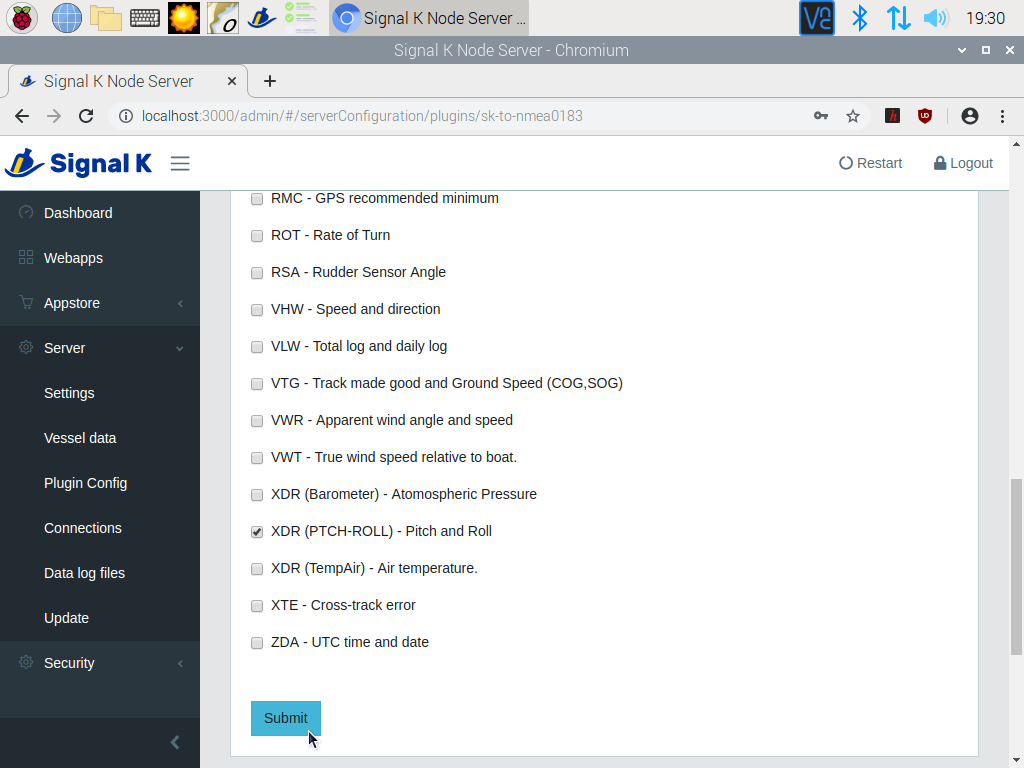 Signal K Node Server ...
V2
19:30
Signal K Node Server - Chromium
Signal K Node Server
localhost:3000/admin/#/serverConfiguration/plugins/sk-to-nmea0183
Signal K
Restart
Logout
Dashboard
Webapps
Appstore
Server
Settings
Vessel data
Plugin Config
Connections
Data log files
Update
Security
RMC - GPS recommended minimum
ROT - Rate of Turn
RSA - Rudder Sensor Angle
VHW - Speed and direction
VLW - Total log and daily log
VTG - Track made good and Ground Speed (COG,SOG)
VWR - Apparent wind angle and speed
VWT - True wind speed relative to boat.
XDR (Barometer) - Atomospheric Pressure
XDR (PTCH-ROLL) - Pitch and Roll
XDR (TempAir) - Air temperature.
XTE - Cross-track error
ZDA - UTC time and date
Submit